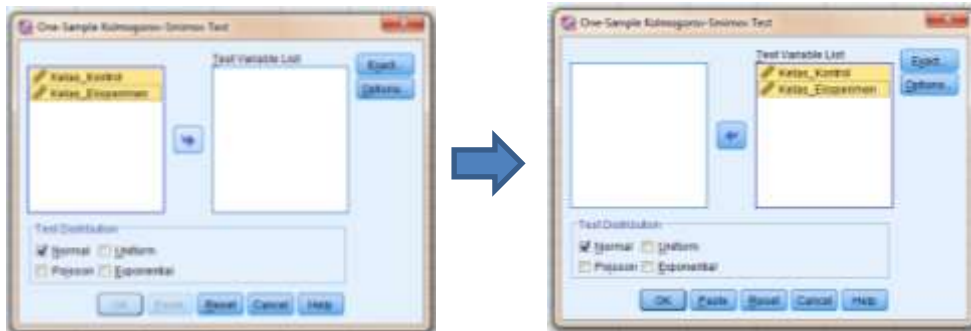 One-Sample Kolmogorov-Smirnov Test
Test Variable List
Kelas_Kontrol
Kelas_Eksperimen
Exact...
Options...
Test Distribution
Normal Uniform
Poisson Exponential
OK Paste Reset Cancel Help
One-Sample Kolmogorov-Smirnov Test
Test Variable List
Kelas_Kontrol
Kelas_Eksperimen
Exact...
Options...
Test Distribution
Normal Uniform
Poisson Exponential
OK Paste Reset Cancel Help